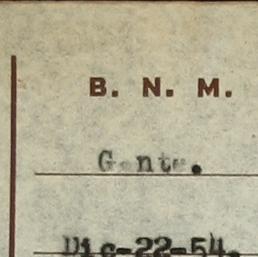 B. N. M.
Gente.
Dic-22-54.